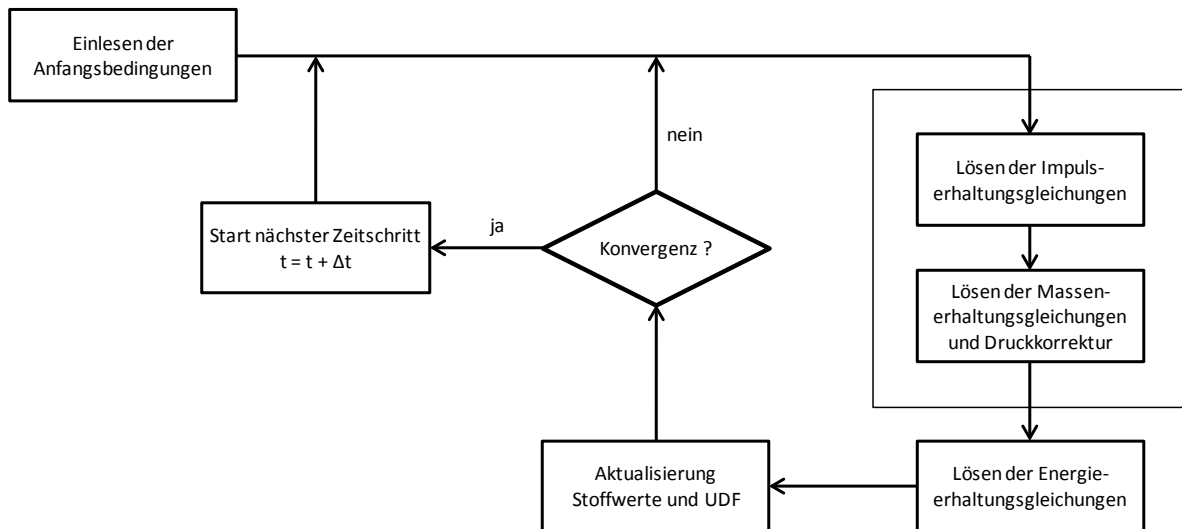 Einlesen der
Anfangsbedingungen
nein
Lösen der Impuls-
erhaltungsgleichungen
Start nächster Zeitschritt
t = t + Δt
ja
Konvergenz ?
Lösen der Massen-
erhaltungsgleichungen
und Druckkorrektur
Aktualisierung
Stoffwerte und UDF
Lösen der Energie-
erhaltungsgleichungen